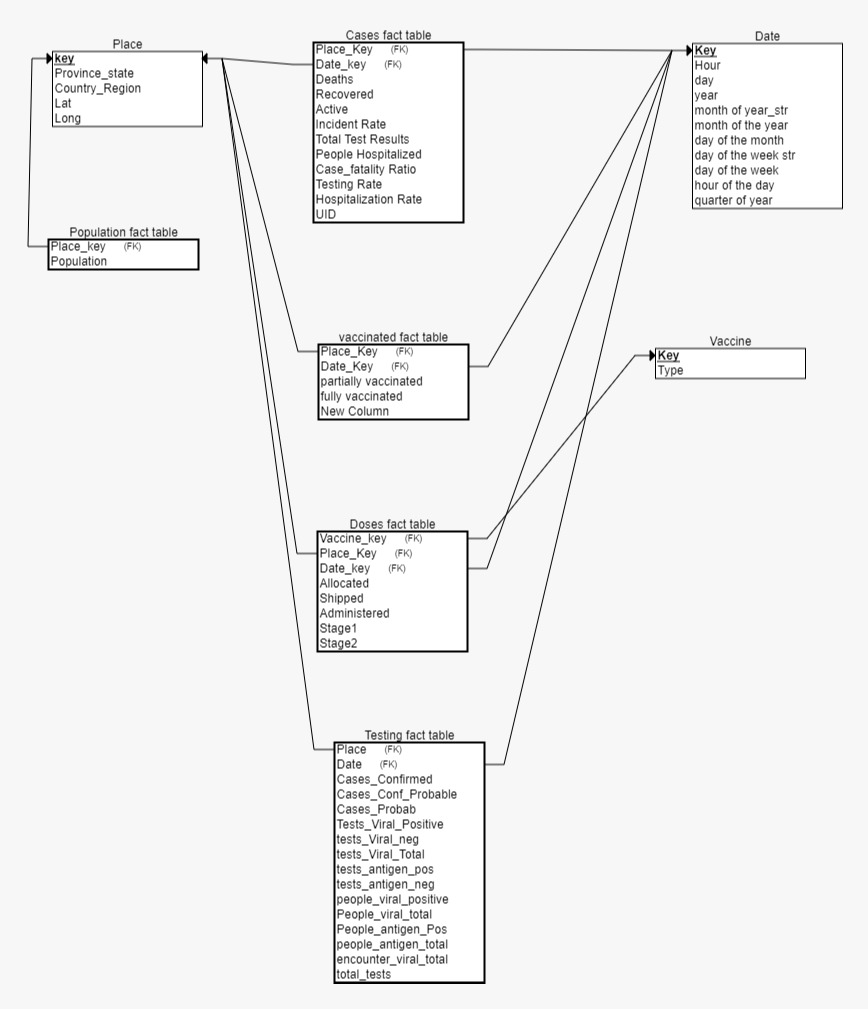 Place
key
Province_state
Country_Region
Lat
Long
Cases fact table
Place_Key (FK)
Date_key (FK)
Deaths
Recovered
Active
Incident Rate
Total Test Results
People Hospitalized
Case_fatality Ratio
Testing Rate
Hospitalization Rate
UID
Date
Key
Hour
day
year
month of year_str
month of the year
day of the month
day of the week str
day of the week
hour of the day
quarter of year
Population fact table
Place_key (FK)
Population
vaccinated fact table
Place_Key (FK)
Date_Key (FK)
partially vaccinated
fully vaccinated
New Column
Vaccine
Key
Type
Doses fact table
Vaccine_key (FK)
Place_Key (FK)
Date_key (FK)
Allocated
Shipped
Administered
Stage1
Stage2
Testing fact table
Place (FK)
Date (FK)
Cases_Confirmed
Cases_Conf_Probable
Cases_Probab
Tests_Viral_Positive
tests_Viral_neg
tests_Viral_Total
tests_antigen_pos
tests_antigen_neg
people_viral_positive
People_viral_total
People_antigen_Pos
people_antigen_total
encounter_viral_total
total_tests